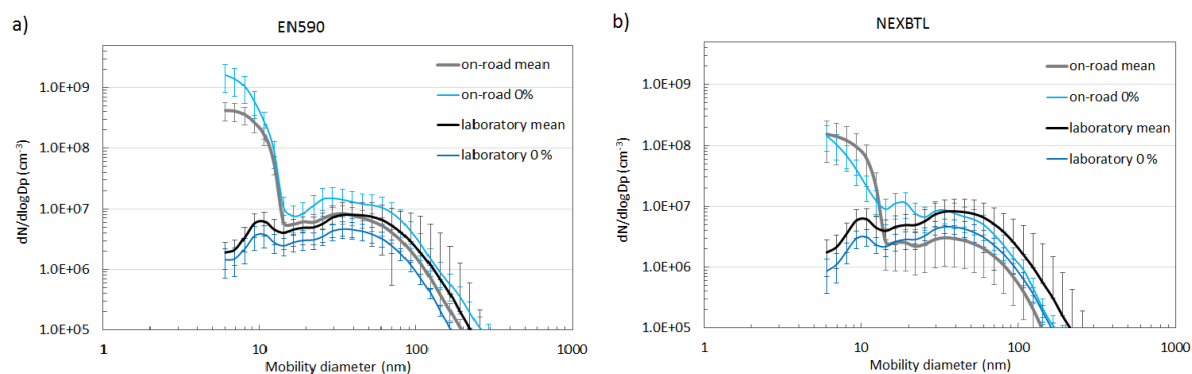 a)
EN590
dN/dlogDp (cm⁻³)
1.0E+09
1.0E+08
1.0E+07
1.0E+06
1.0E+05
on-road mean
on-road 0%
laboratory mean
laboratory 0 %
1
10
100
1000
Mobility diameter (nm)
b)
NEXBTL
dN/dlogDp (cm⁻³)
1.0E+09
1.0E+08
1.0E+07
1.0E+06
1.0E+05
on-road mean
on-road 0%
laboratory mean
laboratory 0 %
1
10
100
1000
Mobility diameter (nm)